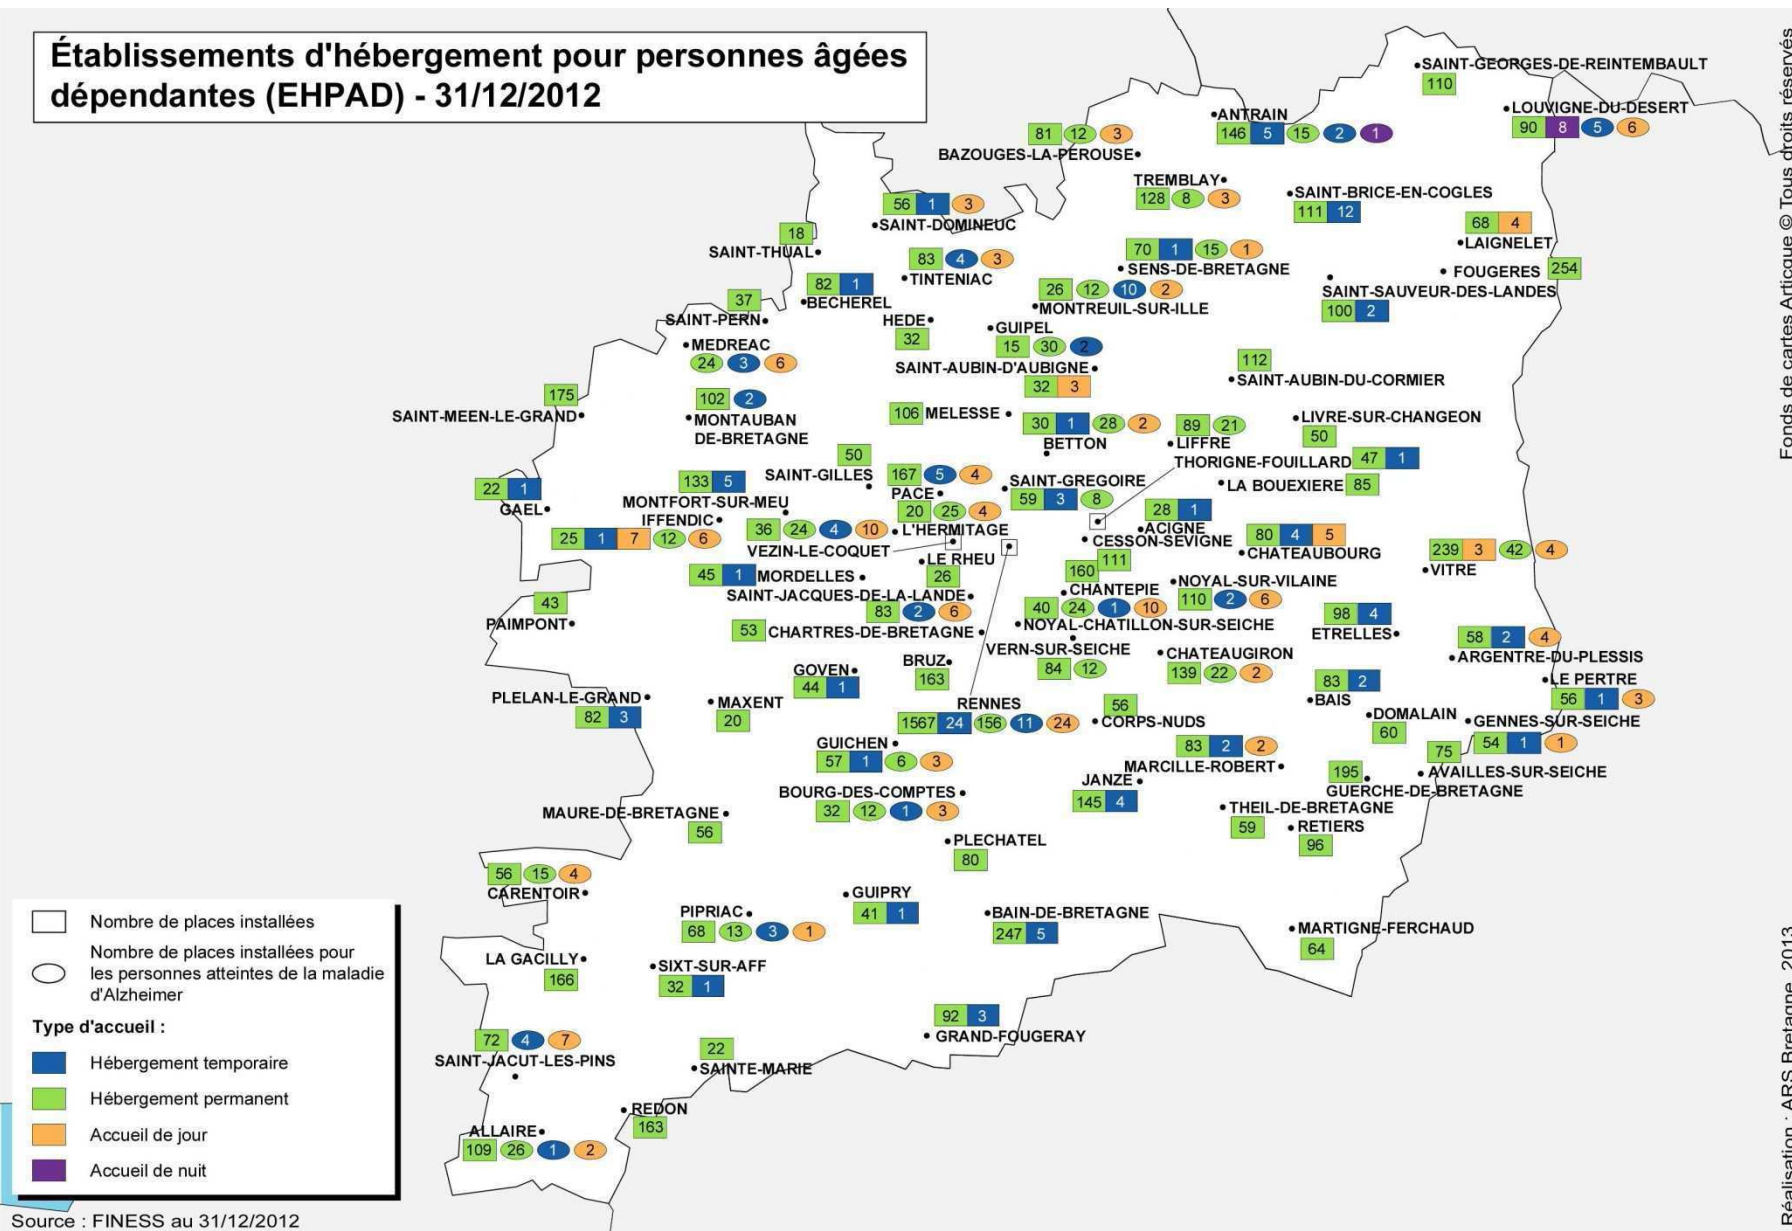 Établissements d'hébergement pour personnes âgées
dépendantes (EHPAD) - 31/12/2012
Fonds de cartes Articque © Tous droits réservés
SAINT-GEORGES-DE-REINTEMBAULT
110
LOUVIGNE-DU-DESERT
90 8 5 6
ANTRAIN
146 5 15 2 1
81 12 3
BAZOUGES-LA-PEROUSE
TREMBLAY
128 8 3
SAINT-BRICE-EN-COGLES
111 12
56 1 3
SAINT-DOMINEUC
68 4
LAIGNELET
18
SAINT-THUAL
70 1 15 1
SENS-DE-BRETAGNE
83 4 3
TINTENIAC
FOUGERES 254
82 1
BECHEREL
26 12 10 2
MONTREUIL-SUR-ILLE
SAINT-SAUVEUR-DES-LANDES
100 2
37
SAINT-PERN
HEDE
32
GUIPEL
15 30 2
MEDREAC
24 3 6
SAINT-AUBIN-D'AUBIGNE
32 3
112
SAINT-AUBIN-DU-CORMIER
175
SAINT-MEEN-LE-GRAND
102 2
MONTAUBAN
DE-BRETAGNE
106 MELESSE
30 1 28 2
BETTON
89 21
LIFFRE
LIVRE-SUR-CHANGEON
50
THORIGNE-FOUILLARD 47 1
50
SAINT-GILLES
167 5 4
PACE
SAINT-GREGOIRE
59 3 8
LA BOUEXIERE 85
22 1
GAEL
133 5
MONTFORT-SUR-MEU
IFFENDIC
25 1 7 12 6
20 25 4
L'HERMITAGE
36 24 4 10
VEZIN-LE-COQUET
28 1
ACIGNE
CESSON-SEVIGNE
111
80 4 5
CHATEAUBOURG
239 3 42 4
VITRE
LE RHEU
26
45 1 MORDELLES
160
CHANTEPIE
NOYAL-SUR-VILAINE
110 2 6
SAINT-JACQUES-DE-LA-LANDE
83 2 6
40 24 1 10
NOYAL-CHATILLON-SUR-SEICHE
43
PAIMPONT
98 4
ETRELLES
53 CHARTRES-DE-BRETAGNE
58 2 4
ARGENTRE-DU-PLESSIS
VERN-SUR-SEICHE
84 12
CHATEAUGIRON
139 22 2
BRUZ
163
GOVEN
44 1
83 2
BAIS
LE PERTRE
56 1 3
PLELAN-LE-GRAND
82 3
MAXENT
20
RENNES
1567 24 156 11 24
56
CORPS-NUDS
DOMALAIN
60
GENNES-SUR-SEICHE
54 1 1
GUICHEN
57 1 6 3
83 2 2
MARCILLE-ROBERT
75
AVAILLES-SUR-SEICHE
195
GUERCHE-DE-BRETAGNE
JANZE
145 4
BOURG-DES-COMPTES
32 12 1 3
MAURE-DE-BRETAGNE
56
THEIL-DE-BRETAGNE
59
RETIERS
96
PLECHATEL
80
56 15 4
CARENTOIR
GUIPRY
41 1
PIPRIAC
68 13 3 1
BAIN-DE-BRETAGNE
247 5
MARTIGNE-FERCHAUD
64
LA GACILLY
166
SIXT-SUR-AFF
32 1
92 3
GRAND-FOUGERAY
72 4 7
SAINT-JACUT-LES-PINS
22
SAINTE-MARIE
REDON
163
ALLAIRE
109 26 1 2
Nombre de places installées
Nombre de places installées pour
les personnes atteintes de la maladie
d'Alzheimer
Type d'accueil :
Hébergement temporaire
Hébergement permanent
Accueil de jour
Accueil de nuit
Source : FINESS au 31/12/2012
Réalisation : ARS Bretagne, 2013